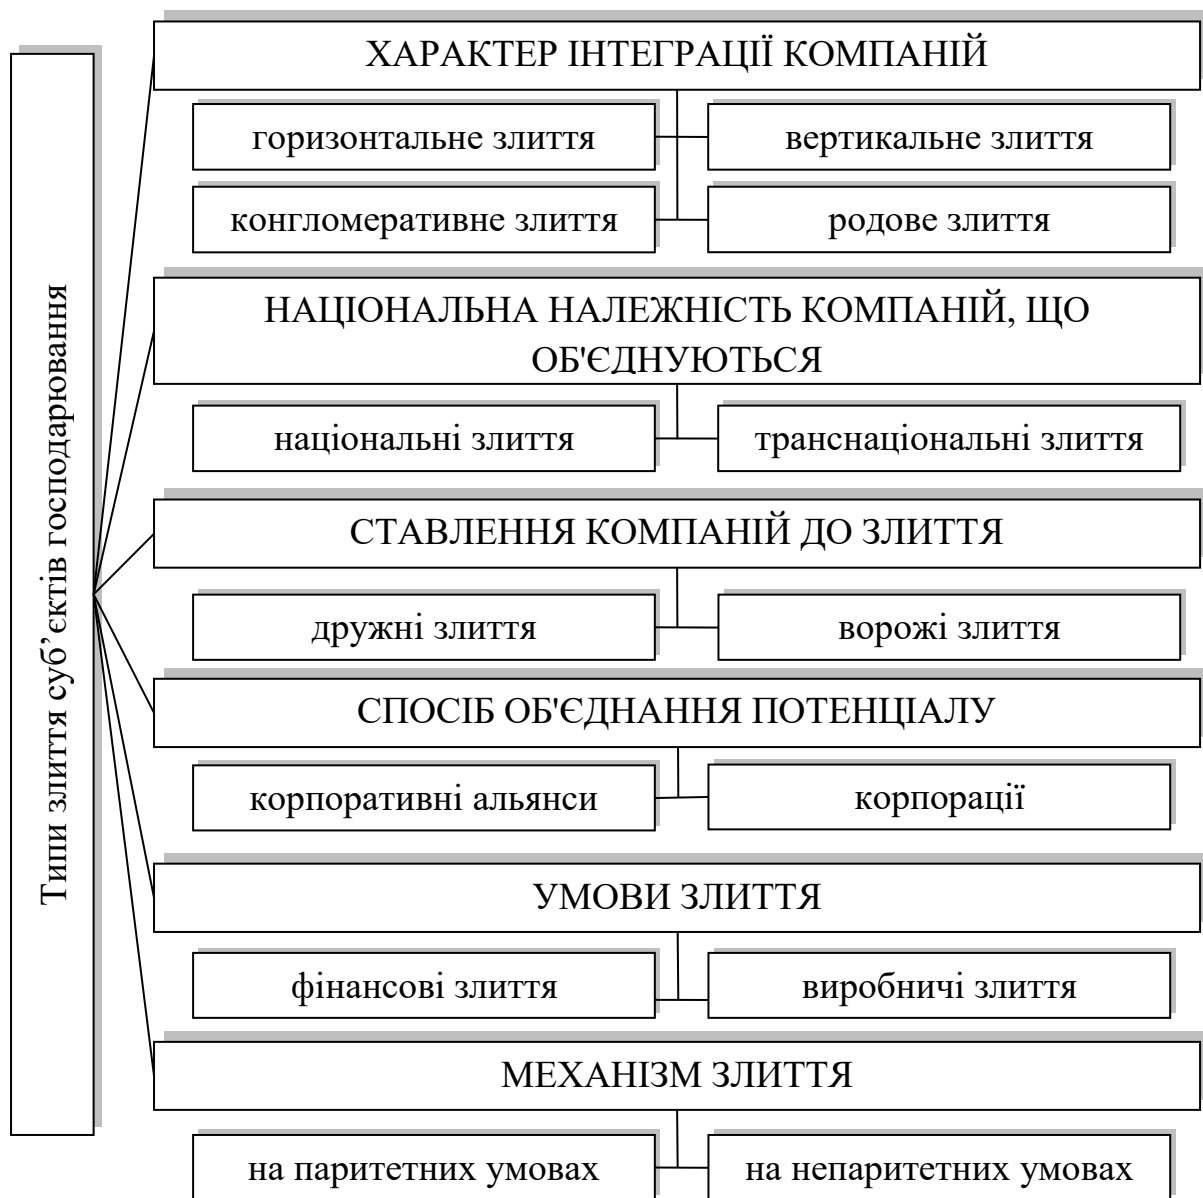 Типи злиття суб’єктів господарювання
ХАРАКТЕР ІНТЕГРАЦІЇ КОМПАНІЙ
горизонтальне злиття
вертикальне злиття
конгломеративне злиття
родове злиття
НАЦІОНАЛЬНА НАЛЕЖНІСТЬ КОМПАНІЙ, ЩО
ОБ'ЄДНУЮТЬСЯ
національні злиття
транснаціональні злиття
СТАВЛЕННЯ КОМПАНІЙ ДО ЗЛИТТЯ
дружні злиття
ворожі злиття
СПОСІБ ОБ'ЄДНАННЯ ПОТЕНЦІАЛУ
корпоративні альянси
корпорації
УМОВИ ЗЛИТТЯ
фінансові злиття
виробничі злиття
МЕХАНІЗМ ЗЛИТТЯ
на паритетних умовах
на непаритетних умовах